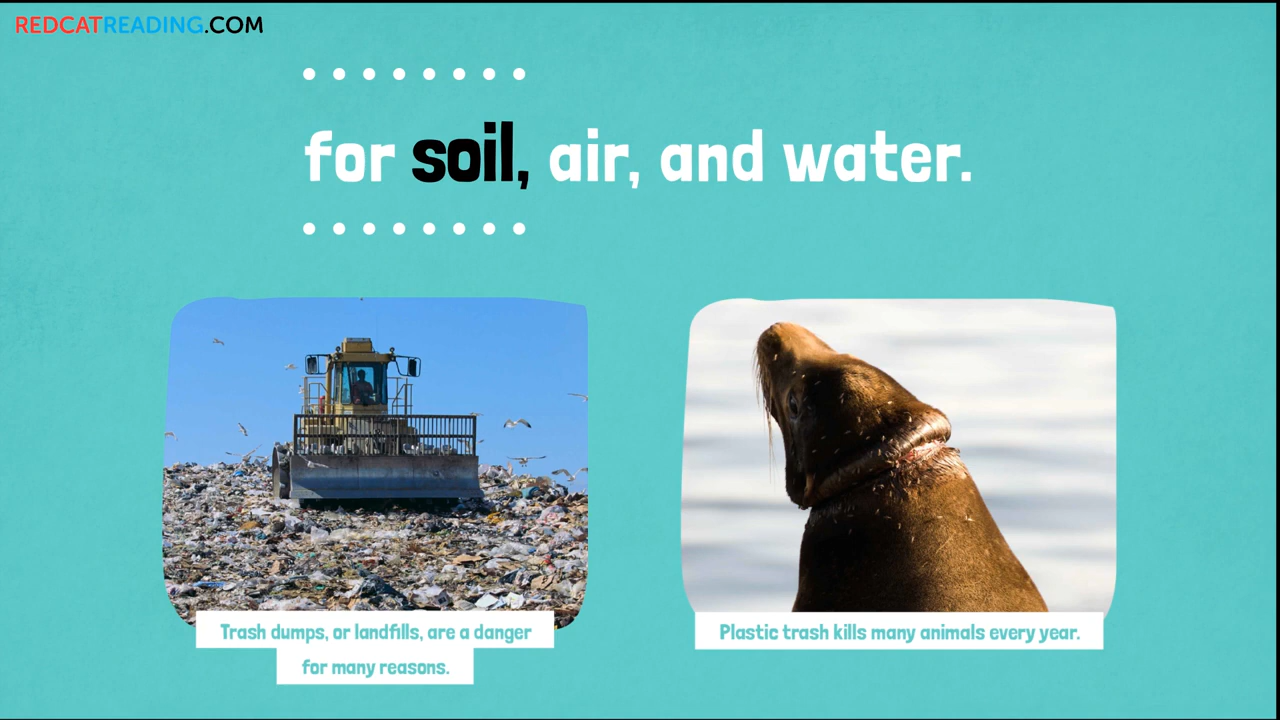 REDCATREADING.COM
for soil, air, and water.
Trash dumps, or landfills, are a danger
for many reasons.
Plastic trash kills many animals every year.